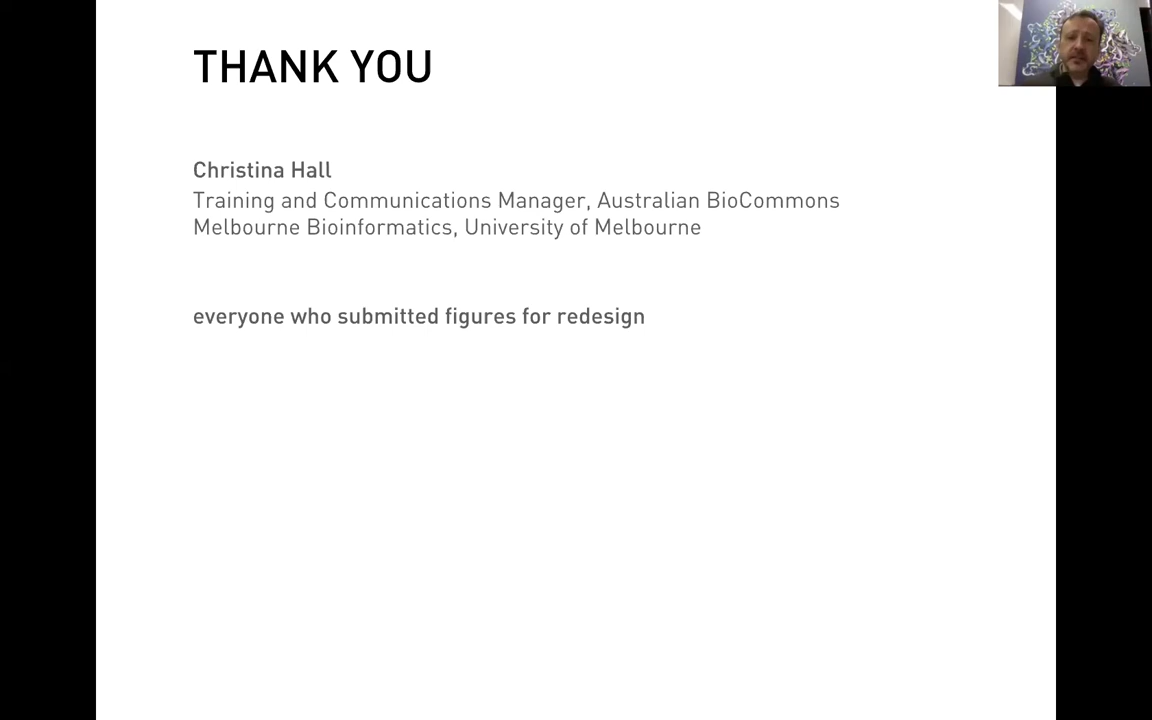 THANK YOU
Christina Hall
Training and Communications Manager, Australian BioCommons
Melbourne Bioinformatics, University of Melbourne
everyone who submitted figures for redesign